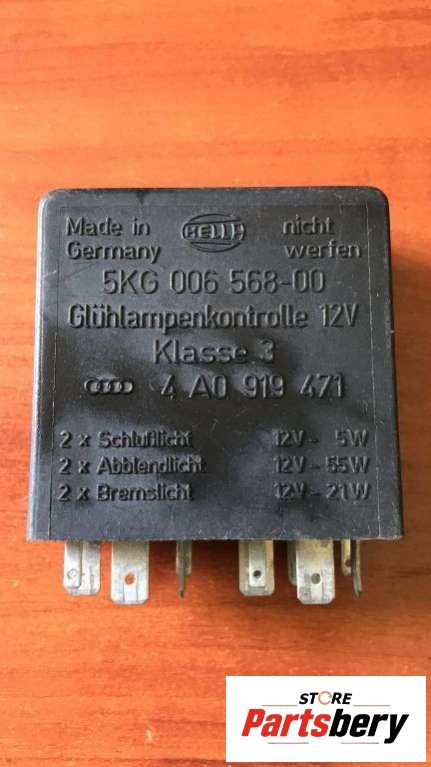 Made in HELLA nicht
Germany werfen
5KG 006 568-00
Glühlampenkontrolle 12V
Klasse 3
4 A0 919 471
2 x Schlußlicht 12V - 5W
2 x Abblendlicht 12V - 55W
2 x Bremslicht 12V - 21W
STORE
Partsbery